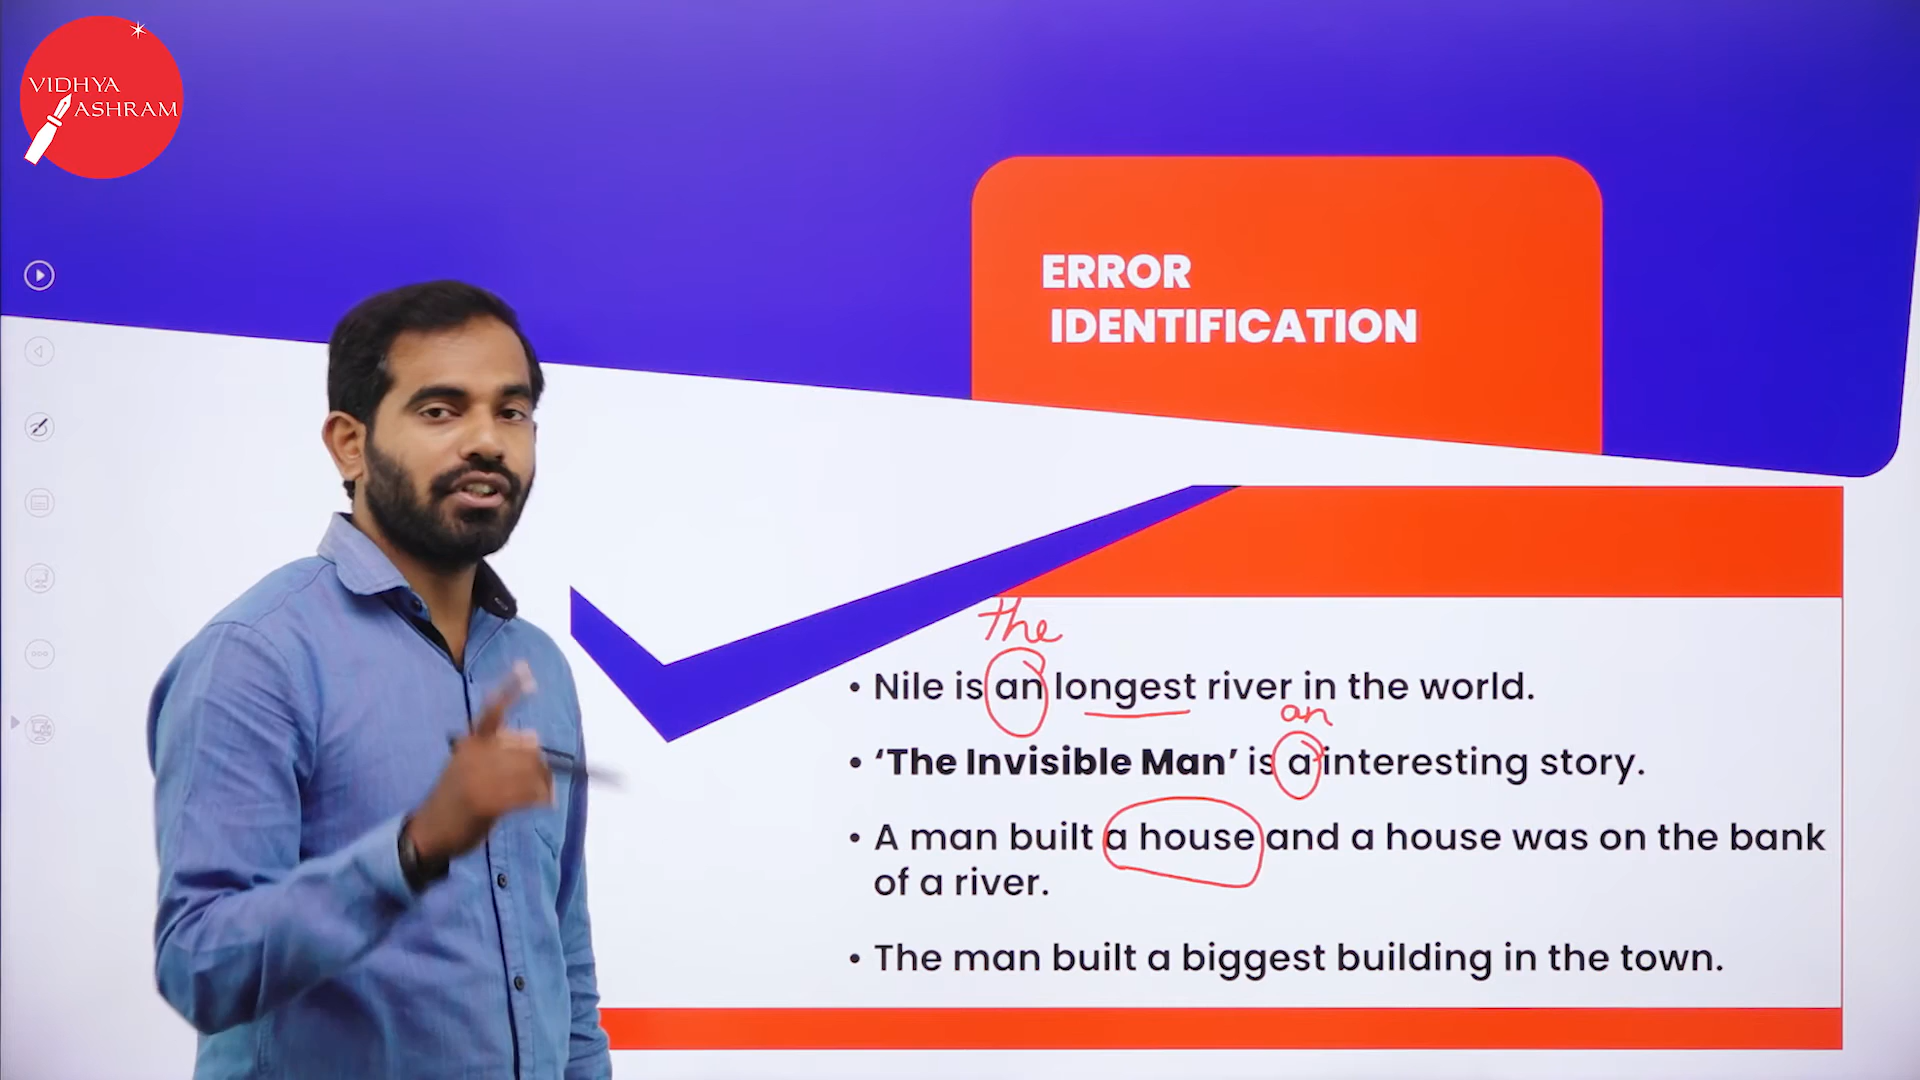 VIDHYA
ASHRAM
ERROR
IDENTIFICATION
the
• Nile is an longest river in the world.
an
• ‘The Invisible Man’ is a interesting story.
• A man built a house and a house was on the bank
of a river.
• The man built a biggest building in the town.